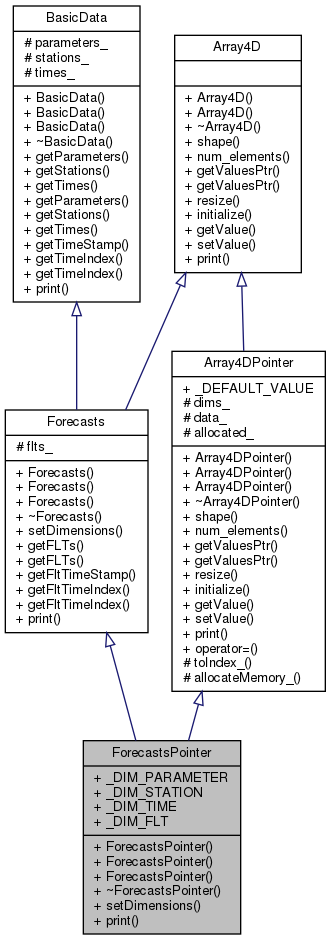 BasicData
# parameters_
# stations_
# times_
+ BasicData()
+ BasicData()
+ BasicData()
+ ~BasicData()
+ getParameters()
+ getStations()
+ getTimes()
+ getParameters()
+ getStations()
+ getTimes()
+ getTimeStamp()
+ getTimeIndex()
+ getTimeIndex()
+ print()
Array4D
+ Array4D()
+ Array4D()
+ ~Array4D()
+ shape()
+ num_elements()
+ getValuesPtr()
+ getValuesPtr()
+ resize()
+ initialize()
+ getValue()
+ setValue()
+ print()
Forecasts
# flts_
+ Forecasts()
+ Forecasts()
+ Forecasts()
+ ~Forecasts()
+ setDimensions()
+ getFLTs()
+ getFLTs()
+ getFltTimeStamp()
+ getFltTimeIndex()
+ getFltTimeIndex()
+ print()
Array4DPointer
+ _DEFAULT_VALUE
# dims_
# data_
# allocated_
+ Array4DPointer()
+ Array4DPointer()
+ Array4DPointer()
+ ~Array4DPointer()
+ shape()
+ num_elements()
+ getValuesPtr()
+ getValuesPtr()
+ resize()
+ initialize()
+ getValue()
+ setValue()
+ print()
+ operator=()
# toIndex_()
# allocateMemory_()
ForecastsPointer
+ _DIM_PARAMETER
+ _DIM_STATION
+ _DIM_TIME
+ _DIM_FLT
+ ForecastsPointer()
+ ForecastsPointer()
+ ForecastsPointer()
+ ~ForecastsPointer()
+ setDimensions()
+ print()